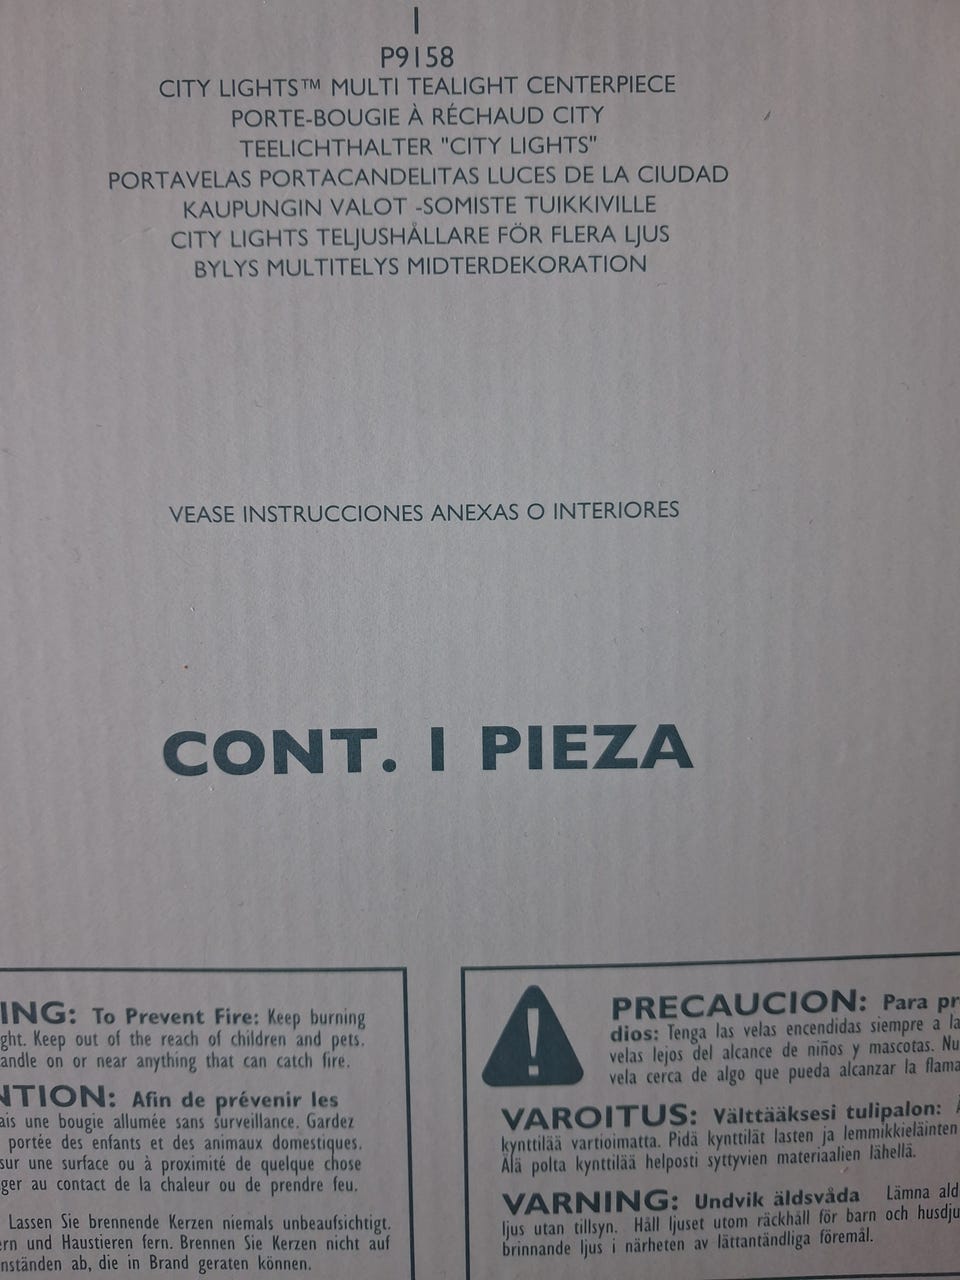 1
P9158
CITY LIGHTS™ MULTI TEALIGHT CENTERPIECE
PORTE-BOUGIE À RÉCHAUD CITY
TEELICHTHALTER "CITY LIGHTS"
PORTAVELAS PORTACANDELITAS LUCES DE LA CIUDAD
KAUPUNGIN VALOT -SOMISTE TUIKKIVILLE
CITY LIGHTS TELJUSHÅLLARE FÖR FLERA LJUS
BYLYS MULTITELYS MIDTERDEKORATION
VEASE INSTRUCCIONES ANEXAS O INTERIORES
CONT. 1 PIEZA
ING: To Prevent Fire: Keep burning
ght. Keep out of the reach of children and pets.
andle on or near anything that can catch fire.
NTION: Afin de prévenir les
ais une bougie allumée sans surveillance. Gardez
portée des enfants et des animaux domestiques.
sur une surface ou à proximité de quelque chose
ger au contact de la chaleur ou de prendre feu.
Lassen Sie brennende Kerzen niemals unbeaufsichtigt.
ern und Haustieren fern. Brennen Sie Kerzen nicht auf
nständen ab, die in Brand geraten können.
PRECAUCION: Para pr
dios: Tenga las velas encendidas siempre a la
velas lejos del alcance de niños y mascotas. Nu
vela cerca de algo que pueda alcanzar la flama
VAROITUS: Välttääksesi tulipalon:
kynttilää vartioimatta. Pidä kynttilät lasten ja lemmikkieläinten
Älä polta kynttilää helposti syttyvien materiaalien lähellä.
VARNING: Undvik äldsvåda Lämna ald
ljus utan tillsyn. Håll ljuset utom räckhåll för barn och husdju
brinnande ljus i närheten av lättantändliga föremål.